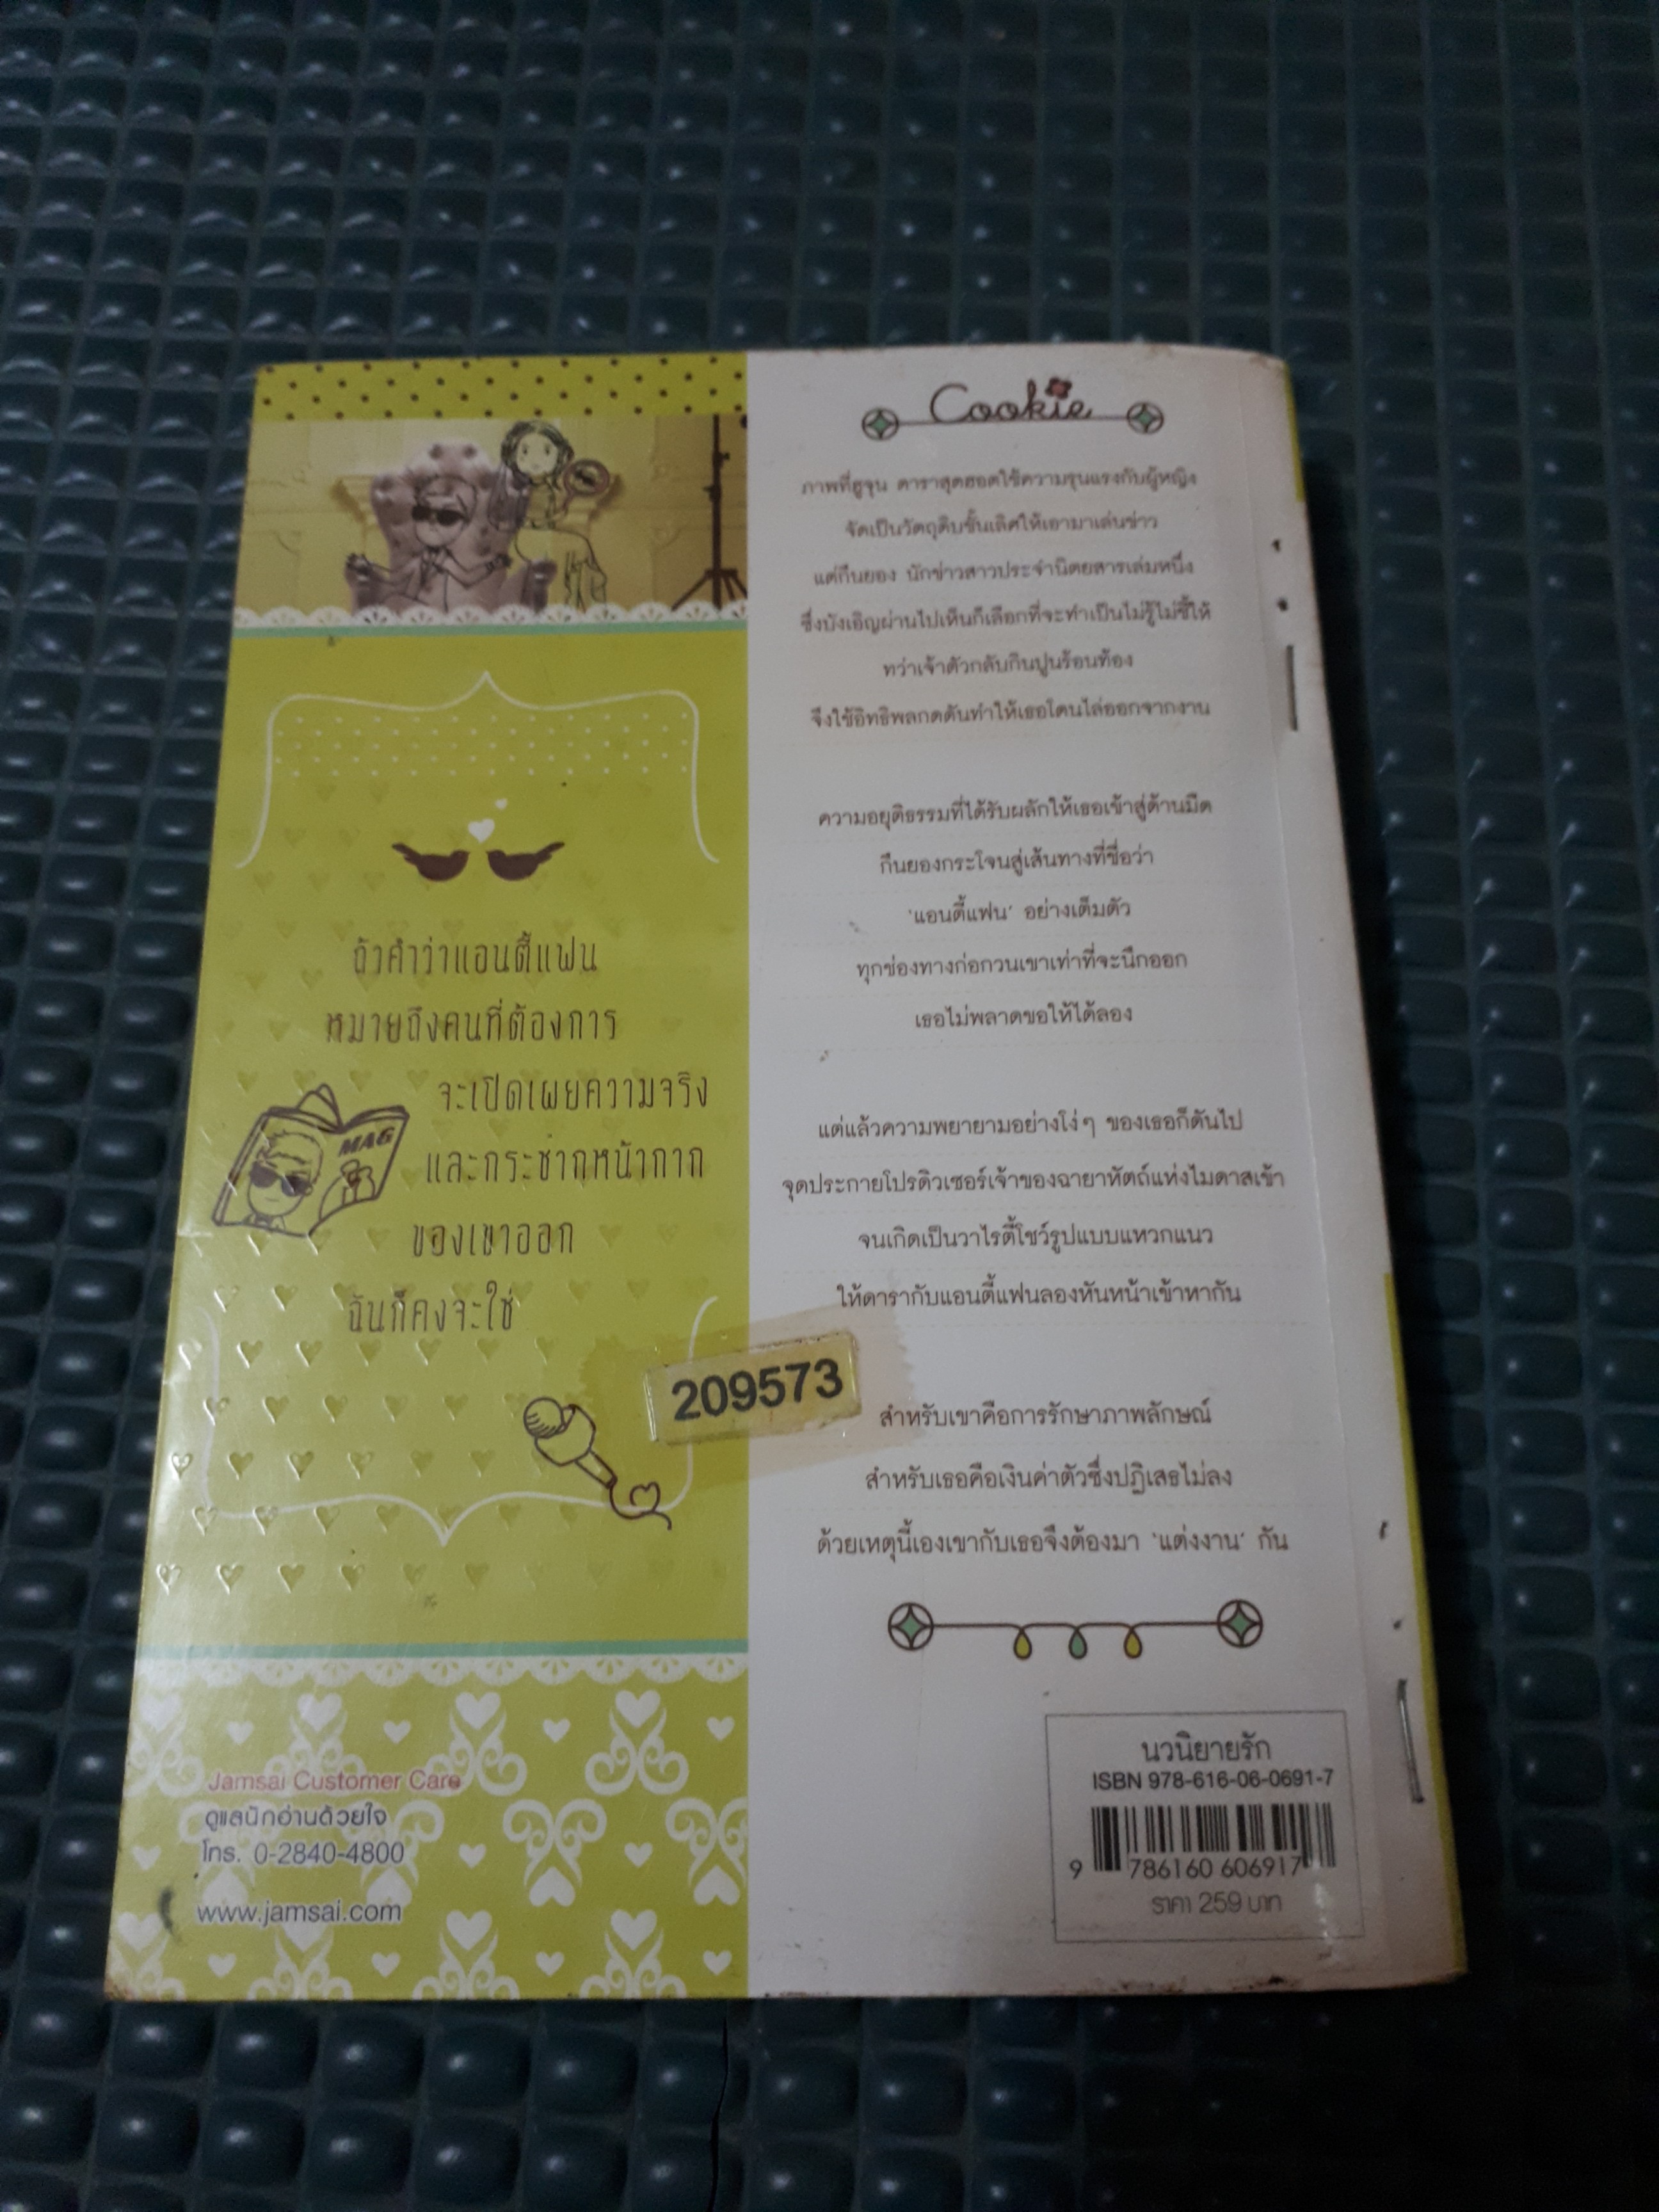 Cookie
ภาพที่ฮูจุน ดาราสุดฮอตใช้ความรุนแรงกับผู้หญิง
จัดเป็นวัตถุดิบชั้นเลิศให้เอามาเล่นข่าว
แต่กึนยอง นักข่าวสาวประจำนิตยสารเล่มหนึ่ง
ซึ่งบังเอิญผ่านไปเห็นก็เลือกที่จะทำเป็นไม่รู้ไม่ชี้ให้
ทว่าเจ้าตัวกลับกินปูนร้อนท้อง
จึงใช้อิทธิพลกดดันทำให้เธอโดนไล่ออกจากงาน
ความอยุติธรรมที่ได้รับผลักให้เธอเข้าสู่ด้านมืด
กึนยองกระโจนสู่เส้นทางที่ชื่อว่า
'แอนตี้แฟน' อย่างเต็มตัว
ทุกช่องทางก่อกวนเขาเท่าที่จะนึกออก
เธอไม่พลาดขอให้ได้ลอง
แต่แล้วความพยายามอย่างโง่ๆ ของเธอก็ดันไป
จุดประกายโปรดิวเซอร์เจ้าของฉายาหัตถ์แห่งไมดาสเข้า
จนเกิดเป็นวาไรตี้โชว์รูปแบบแหวกแนว
ให้ดารากับแอนตี้แฟนลองหันหน้าเข้าหากัน
สำหรับเขาคือการรักษาภาพลักษณ์
สำหรับเธอคือเงินค่าตัวซึ่งปฏิเสธไม่ลง
ด้วยเหตุนี้เองเขากับเธอจึงต้องมา 'แต่งงาน' กัน
ถ้าคำว่าแอนตี้แฟน
หมายถึงคนที่ต้องการ
จะเปิดเผยความจริง
และกระชากหน้ากาก
ของเขาออก
ฉันก็คงจะใช่
MAG
209573
Jamsai Customer Care
ดูแลนักอ่านด้วยใจ
โทร. 0-2840-4800
www.jamsai.com
นวนิยายรัก
ISBN 978-616-06-0691-7
9 786160 606917
ราคา 259 บาท